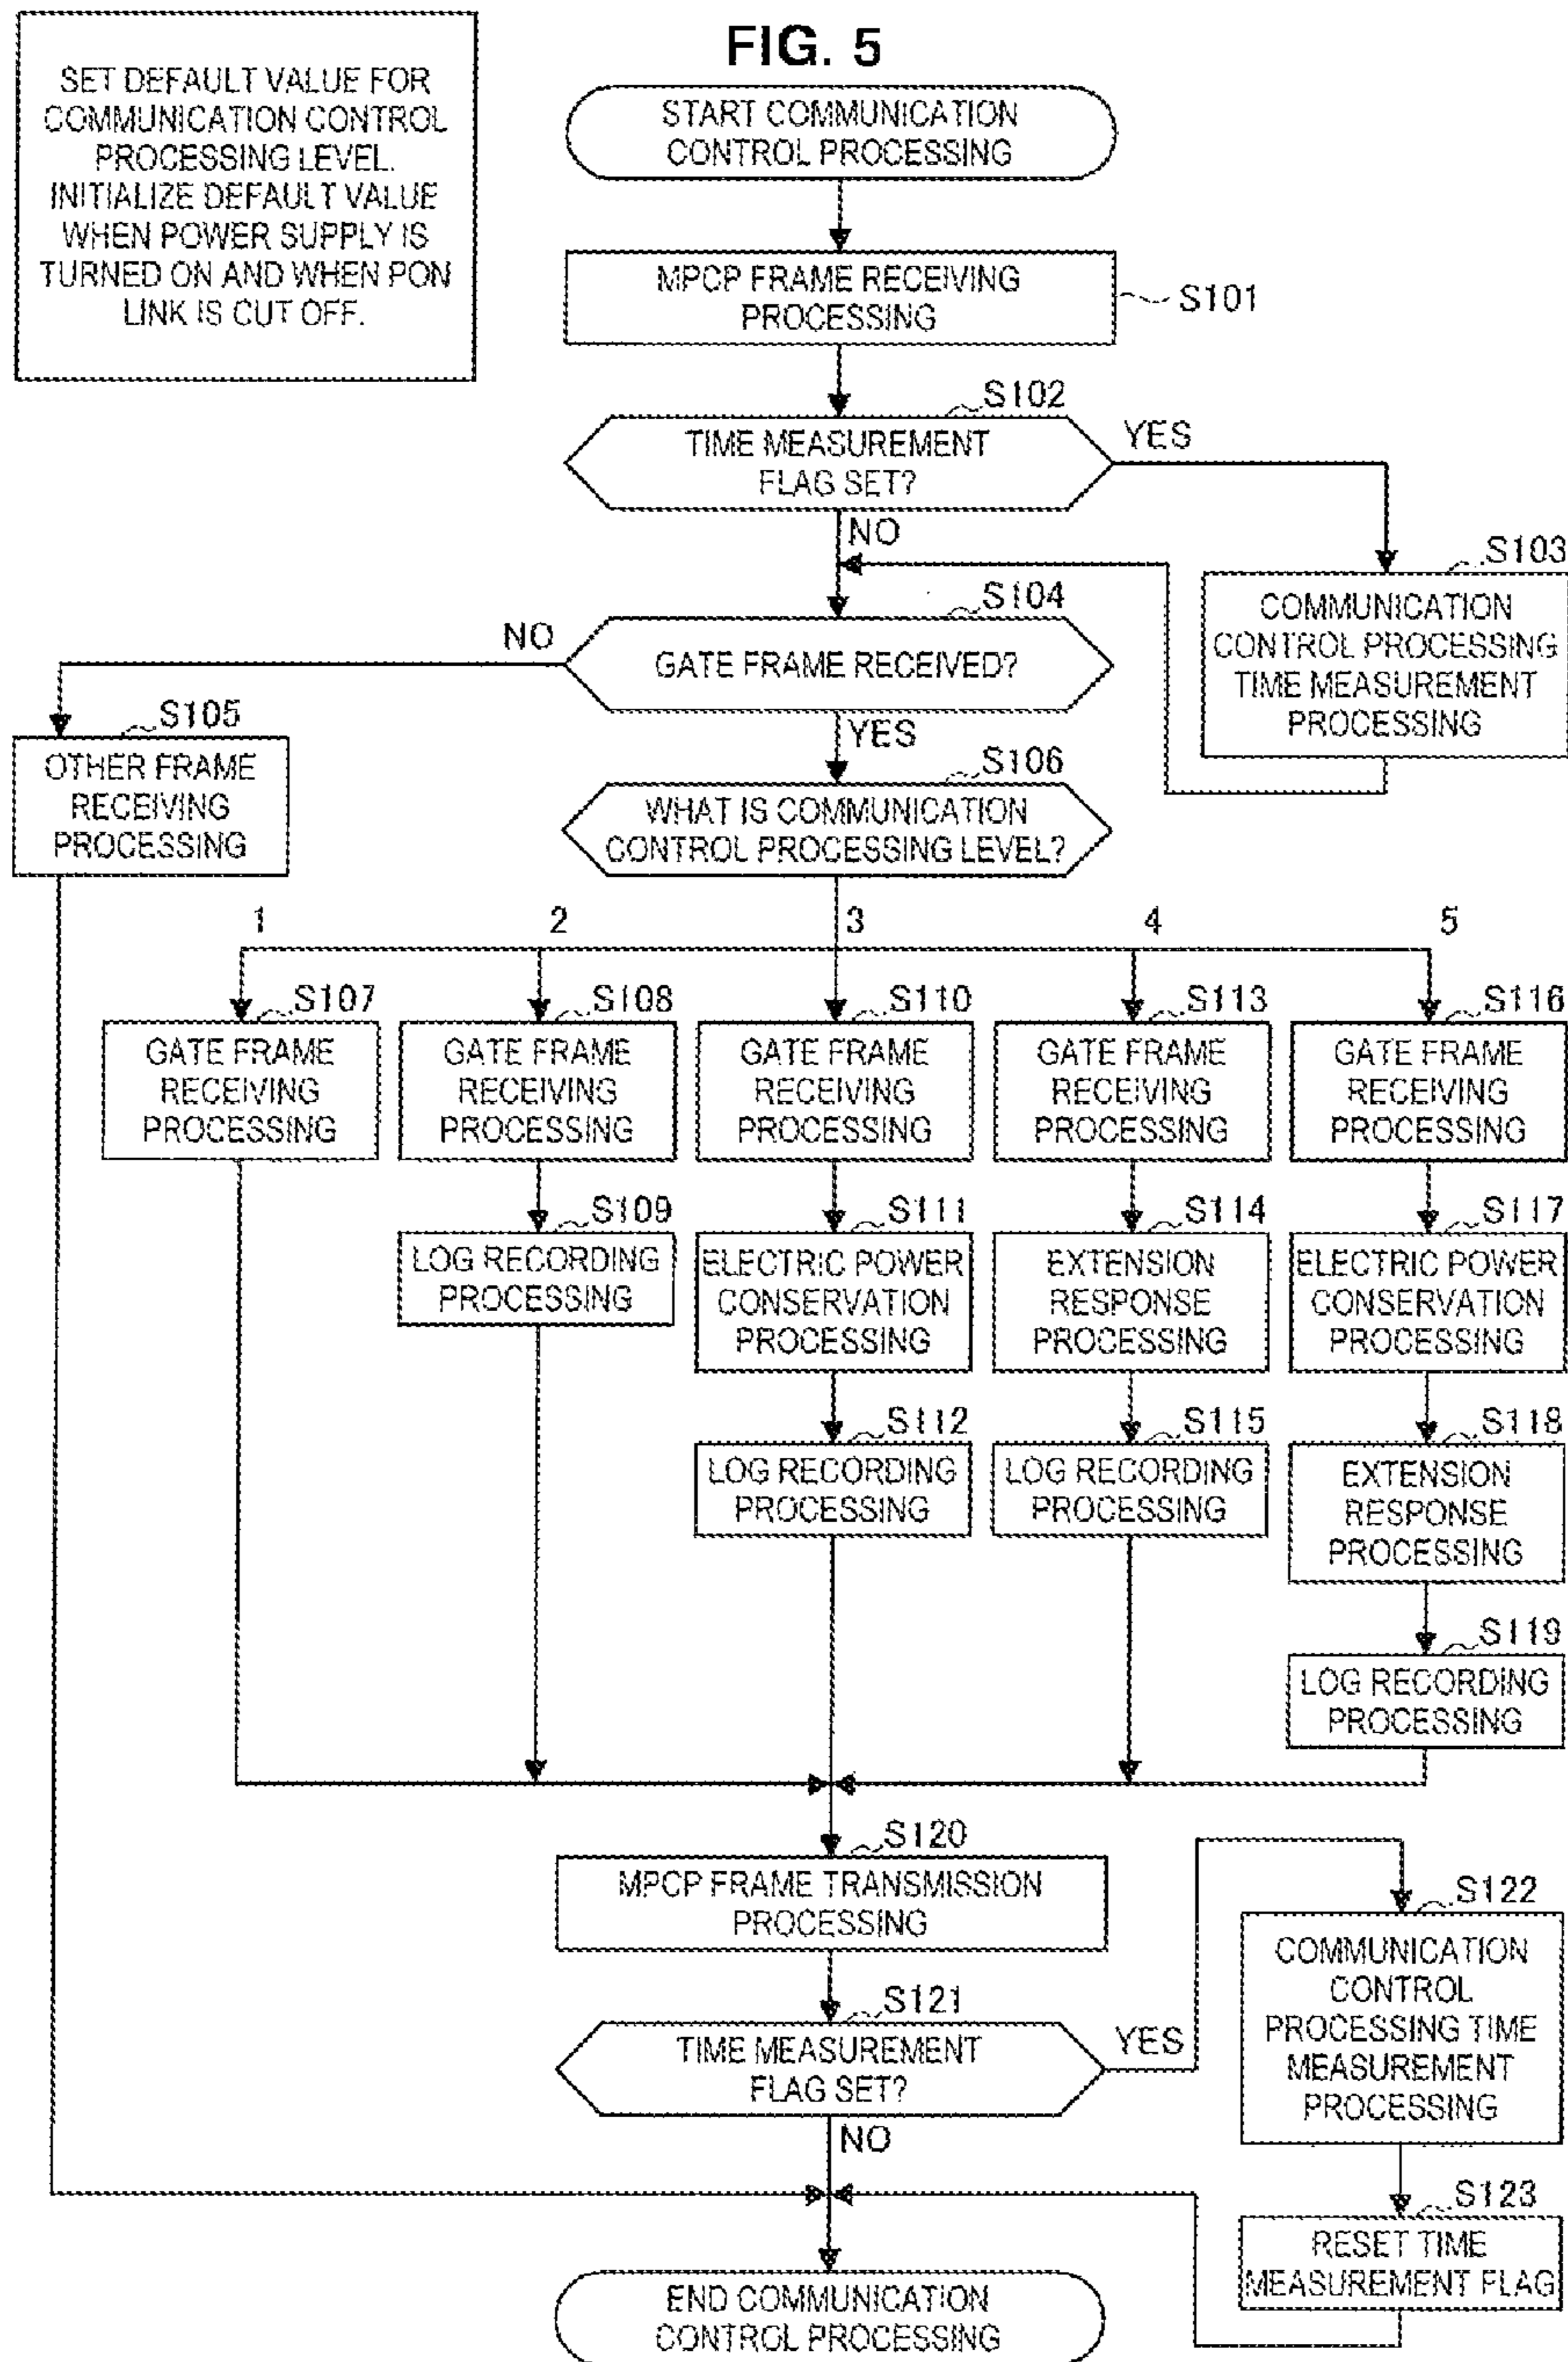 FIG. 5
SET DEFAULT VALUE FOR
COMMUNICATION CONTROL
PROCESSING LEVEL.
INITIALIZE DEFAULT VALUE
WHEN POWER SUPPLY IS
TURNED ON AND WHEN PON
LINK IS CUT OFF.
START COMMUNICATION
CONTROL PROCESSING
MPCP FRAME RECEIVING
PROCESSING
S101
S102
TIME MEASUREMENT
FLAG SET?
YES
NO
S103
COMMUNICATION
CONTROL PROCESSING
TIME MEASUREMENT
PROCESSING
S104
GATE FRAME RECEIVED?
NO
YES
S105
OTHER FRAME
RECEIVING
PROCESSING
S106
WHAT IS COMMUNICATION
CONTROL PROCESSING LEVEL?
1
2
3
4
5
S107
GATE FRAME
RECEIVING
PROCESSING
S108
GATE FRAME
RECEIVING
PROCESSING
S110
GATE FRAME
RECEIVING
PROCESSING
S113
GATE FRAME
RECEIVING
PROCESSING
S116
GATE FRAME
RECEIVING
PROCESSING
S109
LOG RECORDING
PROCESSING
S111
ELECTRIC POWER
CONSERVATION
PROCESSING
S114
EXTENSION
RESPONSE
PROCESSING
S117
ELECTRIC POWER
CONSERVATION
PROCESSING
S112
LOG RECORDING
PROCESSING
S115
LOG RECORDING
PROCESSING
S118
EXTENSION
RESPONSE
PROCESSING
S119
LOG RECORDING
PROCESSING
S120
MPCP FRAME TRANSMISSION
PROCESSING
S121
TIME MEASUREMENT
FLAG SET?
YES
NO
S122
COMMUNICATION
CONTROL
PROCESSING TIME
MEASUREMENT
PROCESSING
S123
RESET TIME
MEASUREMENT FLAG
END COMMUNICATION
CONTROL PROCESSING